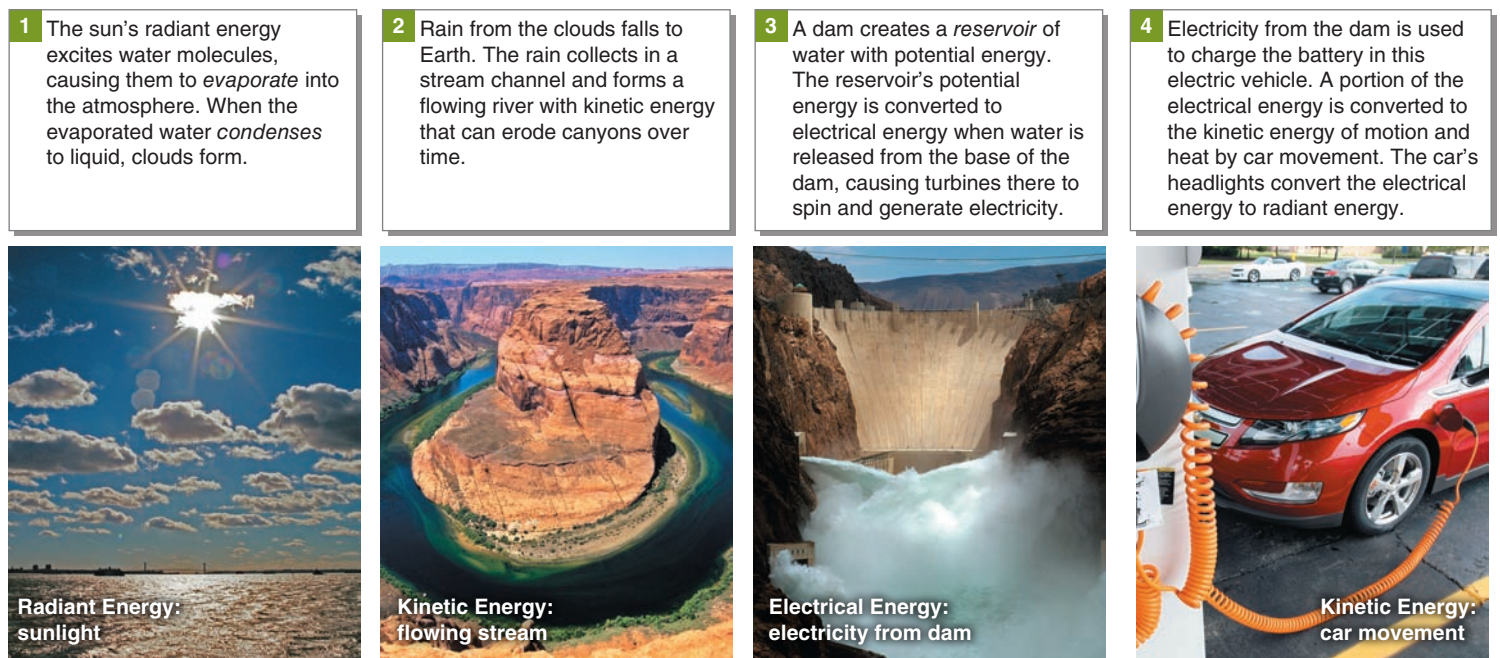 1
The sun’s radiant energy
excites water molecules,
causing them to evaporate into
the atmosphere. When the
evaporated water condenses
to liquid, clouds form.
2
Rain from the clouds falls to
Earth. The rain collects in a
stream channel and forms a
flowing river with kinetic energy
that can erode canyons over
time.
3
A dam creates a reservoir of
water with potential energy.
The reservoir’s potential
energy is converted to
electrical energy when water is
released from the base of the
dam, causing turbines there to
spin and generate electricity.
4
Electricity from the dam is used
to charge the battery in this
electric vehicle. A portion of the
electrical energy is converted to
the kinetic energy of motion and
heat by car movement. The car’s
headlights convert the electrical
energy to radiant energy.
Radiant Energy:
sunlight
Kinetic Energy:
flowing stream
Electrical Energy:
electricity from dam
Kinetic Energy:
car movement